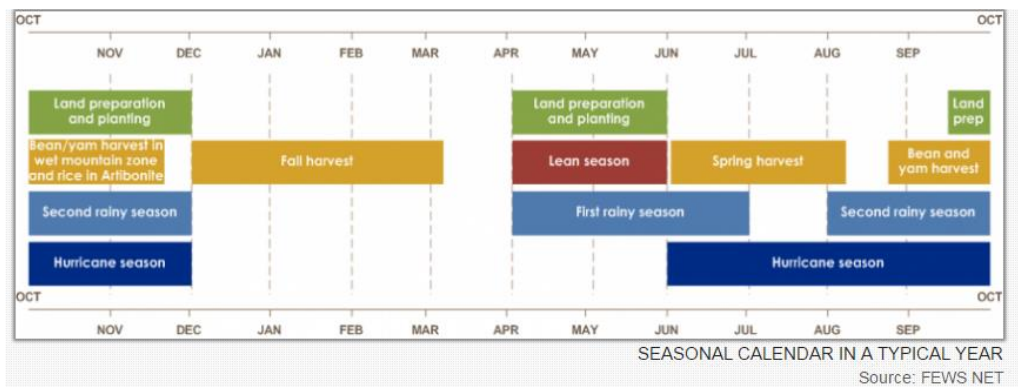 OCT OCT
NOV DEC JAN FEB MAR APR MAY JUN JUL AUG SEP
Land preparation
and planting
Land preparation
and planting
Land
prep
Bean/yam harvest in
wet mountain zone
and rice in Artibonite
Fall harvest
Lean season
Spring harvest
Bean and
yam harvest
Second rainy season
First rainy season
Second rainy season
Hurricane season
Hurricane season
OCT OCT
NOV DEC JAN FEB MAR APR MAY JUN JUL AUG SEP
SEASONAL CALENDAR IN A TYPICAL YEAR
Source: FEWS NET